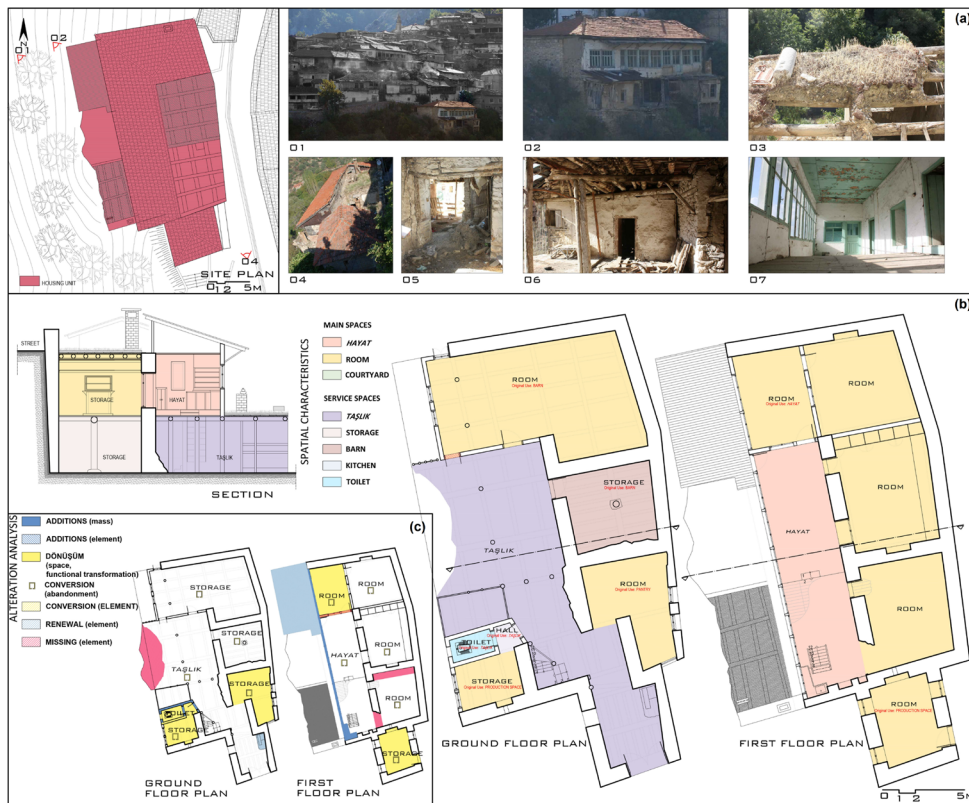 (a)
N
01
02
04
SITE PLAN
0 1 2 5M
HOUSING UNIT
01
02
03
04
05
06
07
(b)
STREET
STORAGE
HAYAT
STORAGE
TAŞLIK
SECTION
SPATIAL CHARACTERISTICS
MAIN SPACES
HAYAT
ROOM
COURTYARD
SERVICE SPACES
TAŞLIK
STORAGE
BARN
KITCHEN
TOILET
ROOM
Original Use: BARN
STORAGE
Original Use: BARN
TAŞLIK
ROOM
HALL
TOILET
STORAGE
Original Use: PRODUCTION SPACE
GROUND FLOOR PLAN
ROOM
Original Use: HAYAT
ROOM
ROOM
HAYAT
ROOM
ROOM
Original Use: PRODUCTION SPACE
FIRST FLOOR PLAN
0 1 2 5M
(c)
ALTERATION ANALYSIS
ADDITIONS (mass)
ADDITIONS (element)
DÖNÜŞÜM
(space,
functional transformation)
CONVERSION
(abandonment)
CONVERSION (ELEMENT)
RENEWAL (element)
MISSING (element)
STORAGE
STORAGE
TAŞLIK
STORAGE
TOILET
STORAGE
GROUND
FLOOR PLAN
ROOM
ROOM
HAYAT
ROOM
ROOM
STORAGE
FIRST
FLOOR PLAN